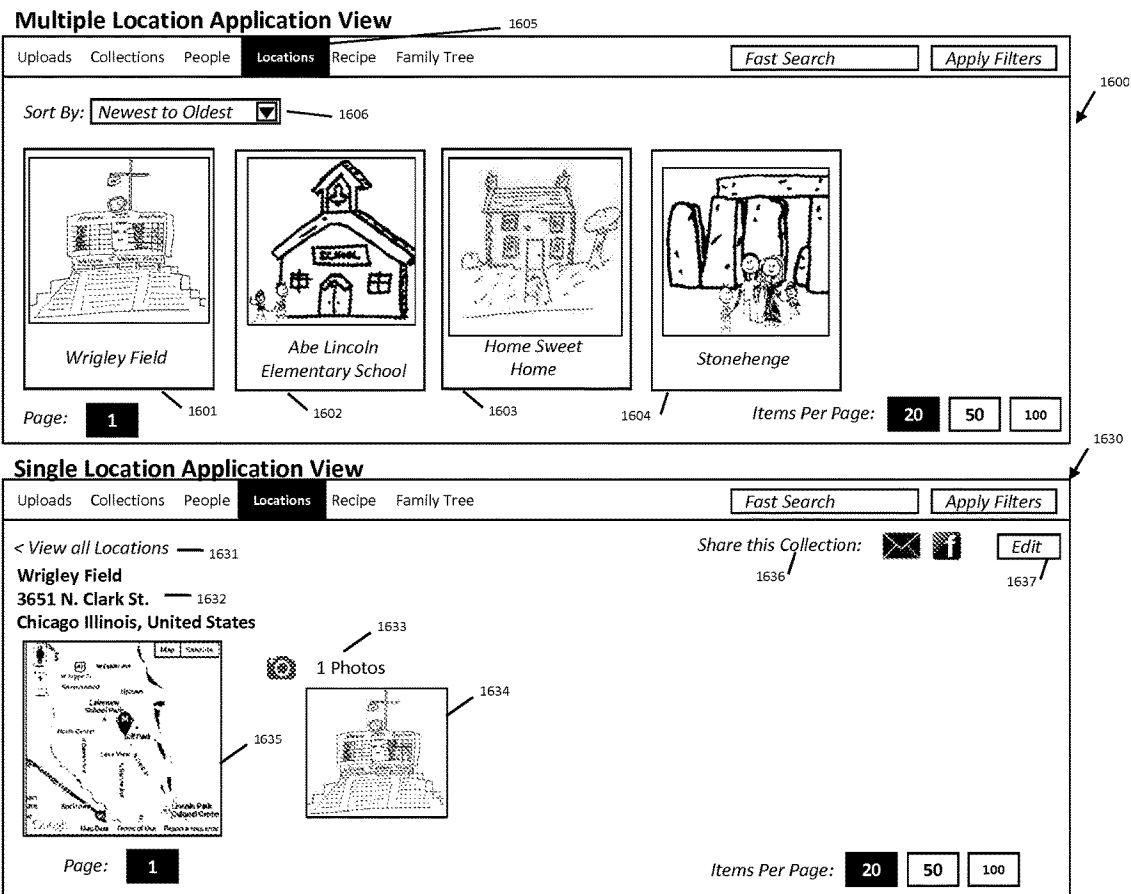 Multiple Location Application View
1605
Uploads Collections People Locations Recipe Family Tree Fast Search Apply Filters
1600
Sort By: Newest to Oldest 1606
SCHOOL
Wrigley Field
Abe Lincoln
Elementary School
Home Sweet
Home
Stonehenge
1601 1602 1603 1604
Page: 1 Items Per Page: 20 50 100
1630
Single Location Application View
Uploads Collections People Locations Recipe Family Tree Fast Search Apply Filters
< View all Locations 1631 Share this Collection: f Edit
1636 1637
Wrigley Field
3651 N. Clark St. 1632
Chicago Illinois, United States
1633
1 Photos
1634
Map
1635
Page: 1 Items Per Page: 20 50 100